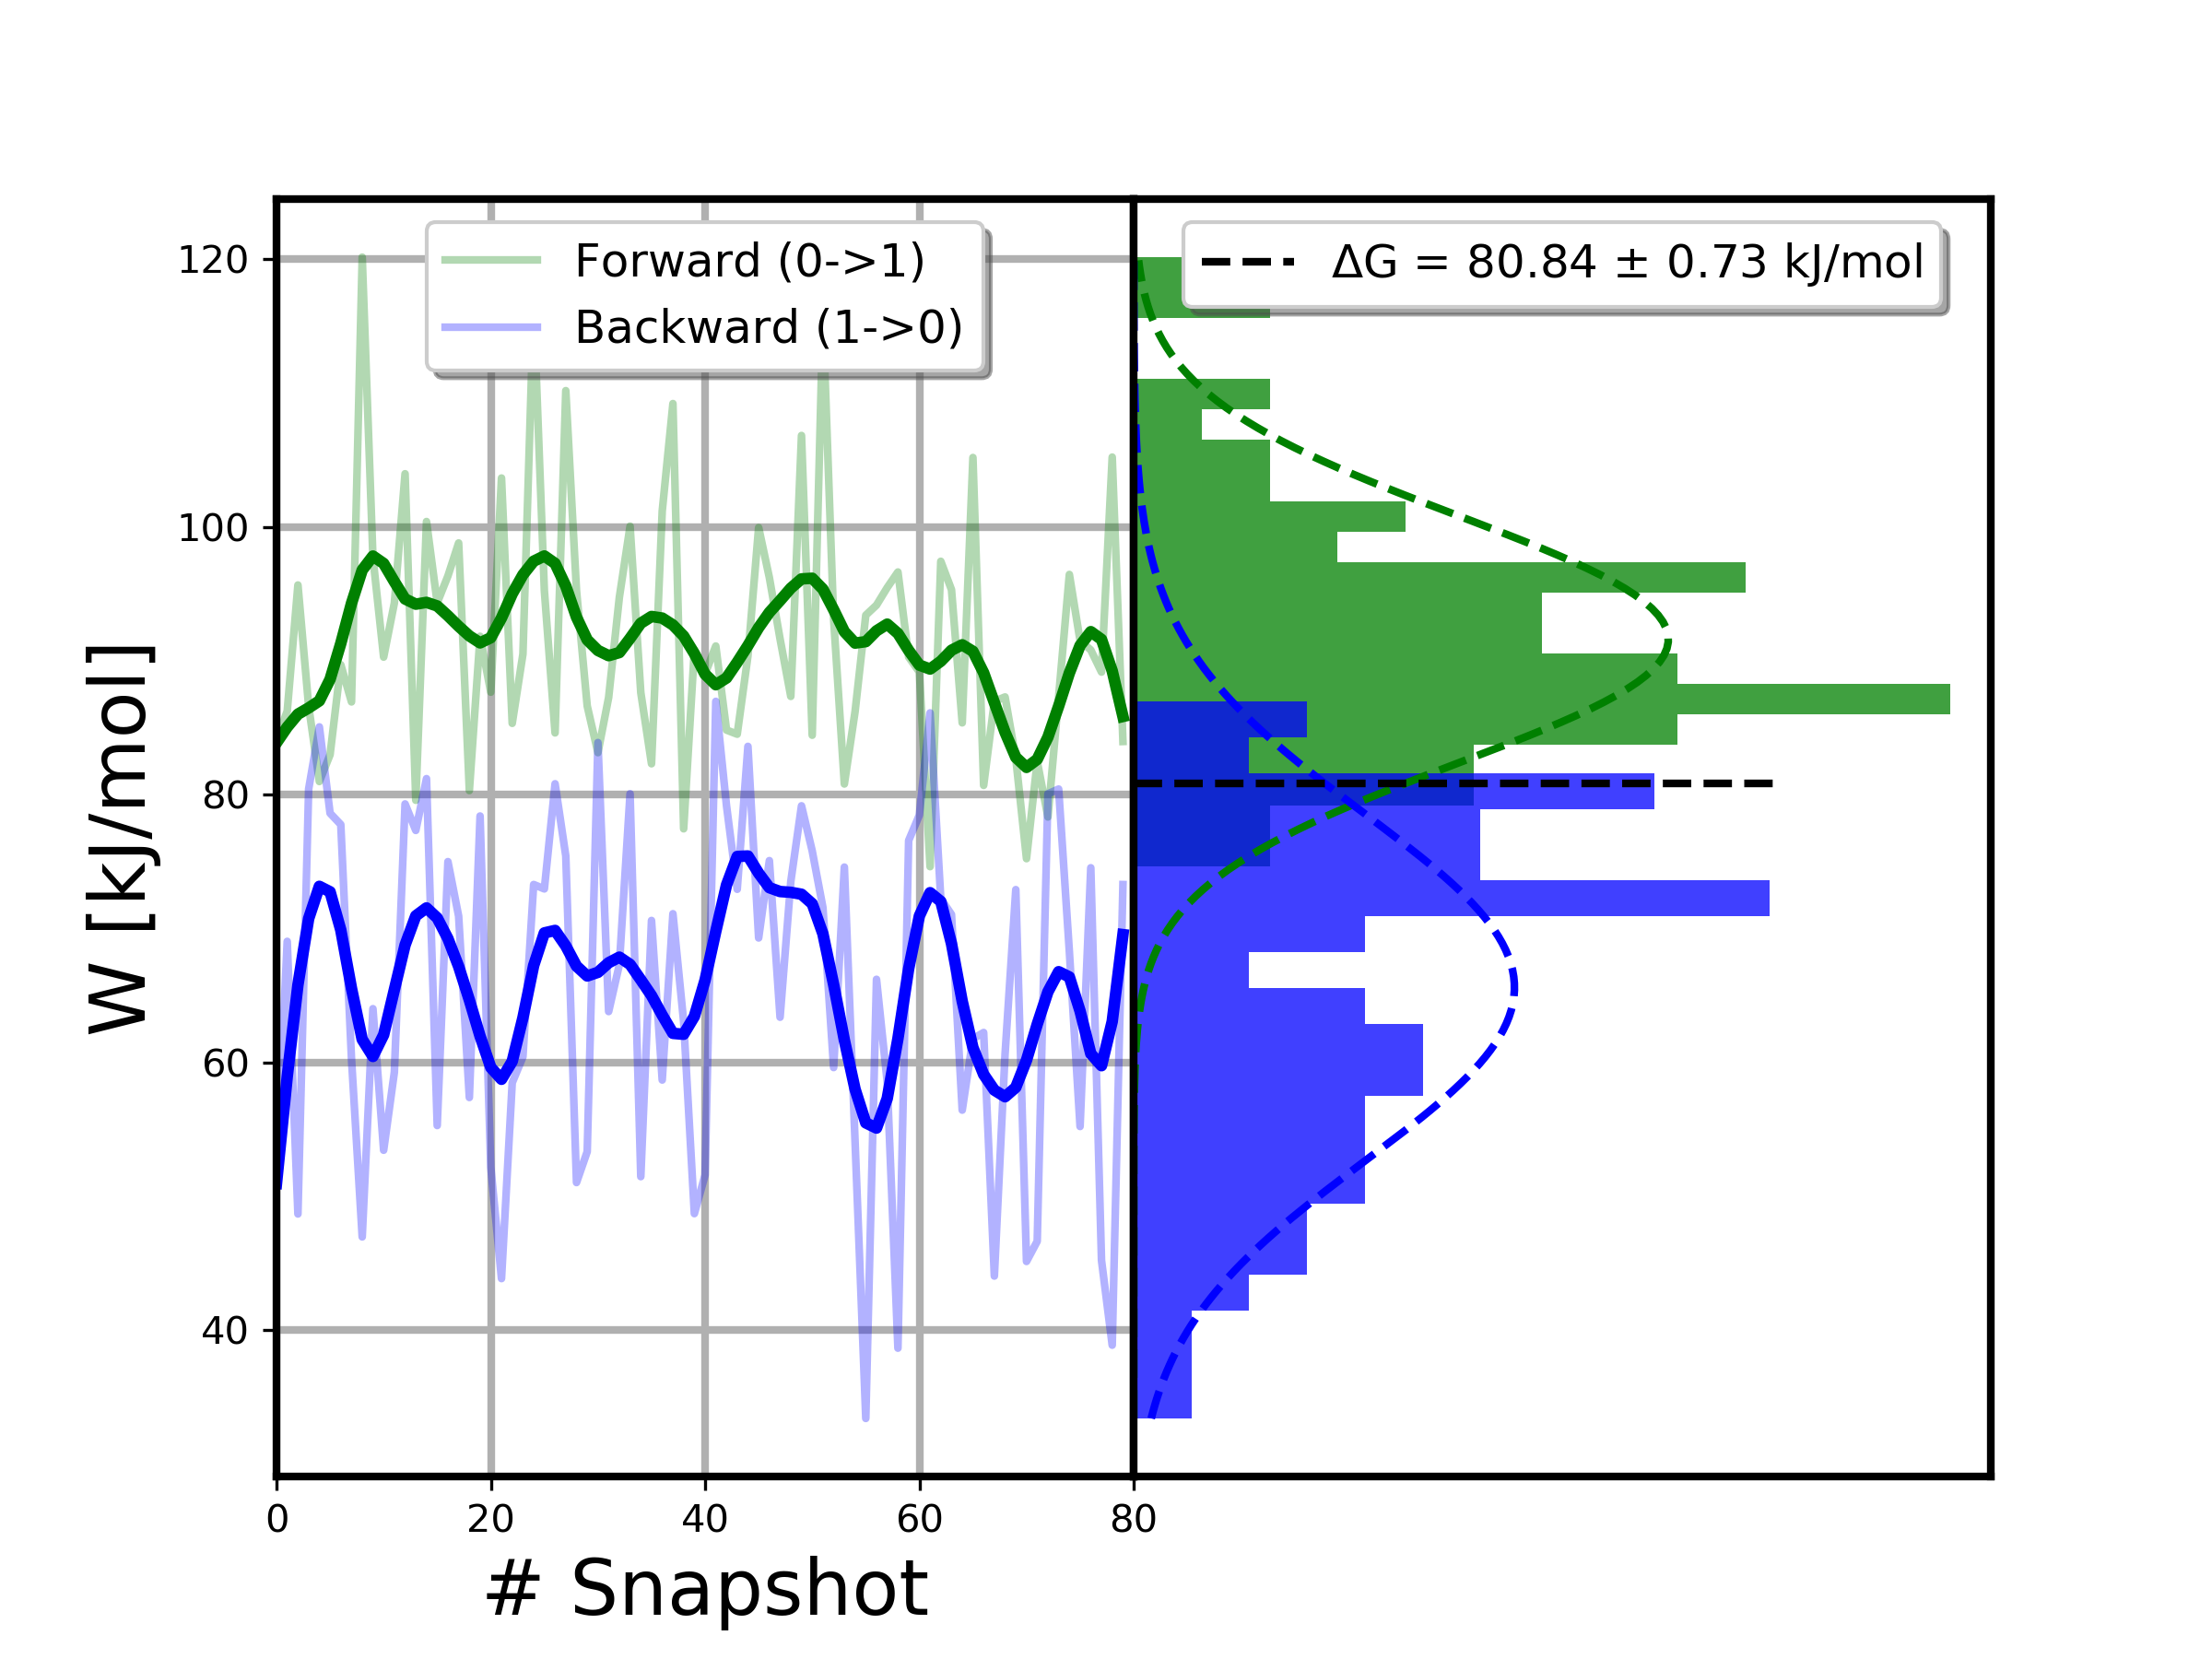 Forward (0->1)
Backward (1->0)
ΔG = 80.84 ± 0.73 kJ/mol
W [kJ/mol]
120
100
80
60
40
0 20 40 60 80
# Snapshot